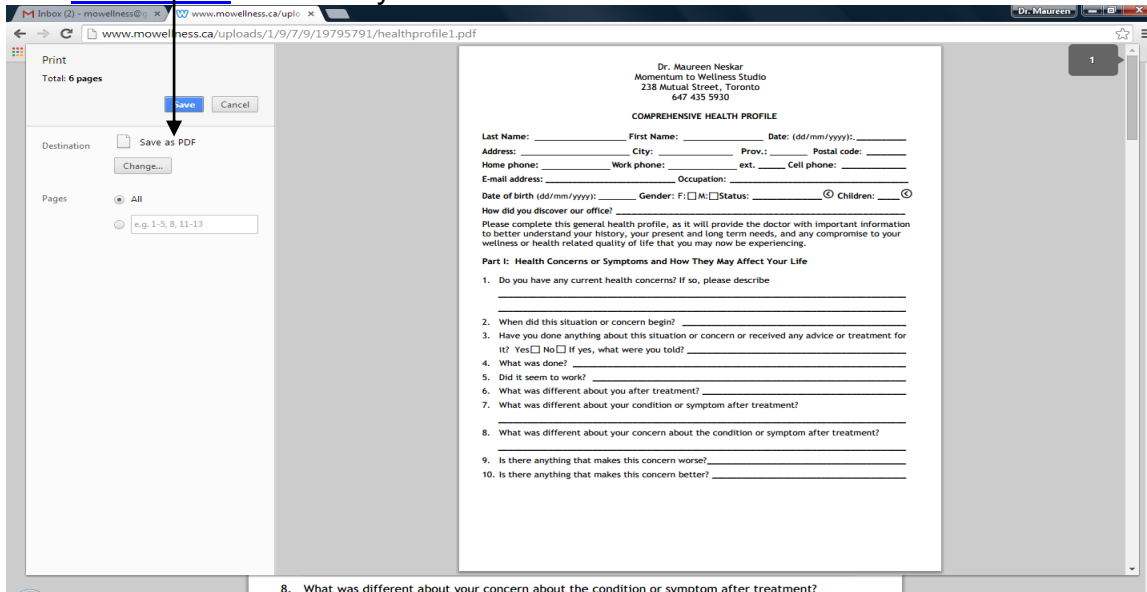 Inbox (2) - mowellness@g
www.mowellness.ca/uplo
Dr. Maureen
www.mowellness.ca/uploads/1/9/7/9/19795791/healthprofile1.pdf
Print
Total: 6 pages
Save Cancel
Destination Save as PDF
Change...
Pages All
e.g. 1-5, 8, 11-13
1
Dr. Maureen Neskar
Momentum to Wellness Studio
238 Mutual Street, Toronto
647 435 5930
COMPREHENSIVE HEALTH PROFILE
Last Name: First Name: Date: (dd/mm/yyyy):
Address: City: Prov.: Postal code:
Home phone: Work phone: ext. Cell phone:
E-mail address: Occupation:
Date of birth (dd/mm/yyyy): Gender: F: M: Status: Children:
How did you discover our office?
Please complete this general health profile, as it will provide the doctor with important information
to better understand your history, your present and long term needs, and any compromise to your
wellness or health related quality of life that you may now be experiencing.
Part I: Health Concerns or Symptoms and How They May Affect Your Life
1. Do you have any current health concerns? If so, please describe
2. When did this situation or concern begin?
3. Have you done anything about this situation or concern or received any advice or treatment for
it? Yes No If yes, what were you told?
4. What was done?
5. Did it seem to work?
6. What was different about you after treatment?
7. What was different about your condition or symptom after treatment?
8. What was different about your concern about the condition or symptom after treatment?
9. Is there anything that makes this concern worse?
10. Is there anything that makes this concern better?
8. What was different about your concern about the condition or symptom after treatment?